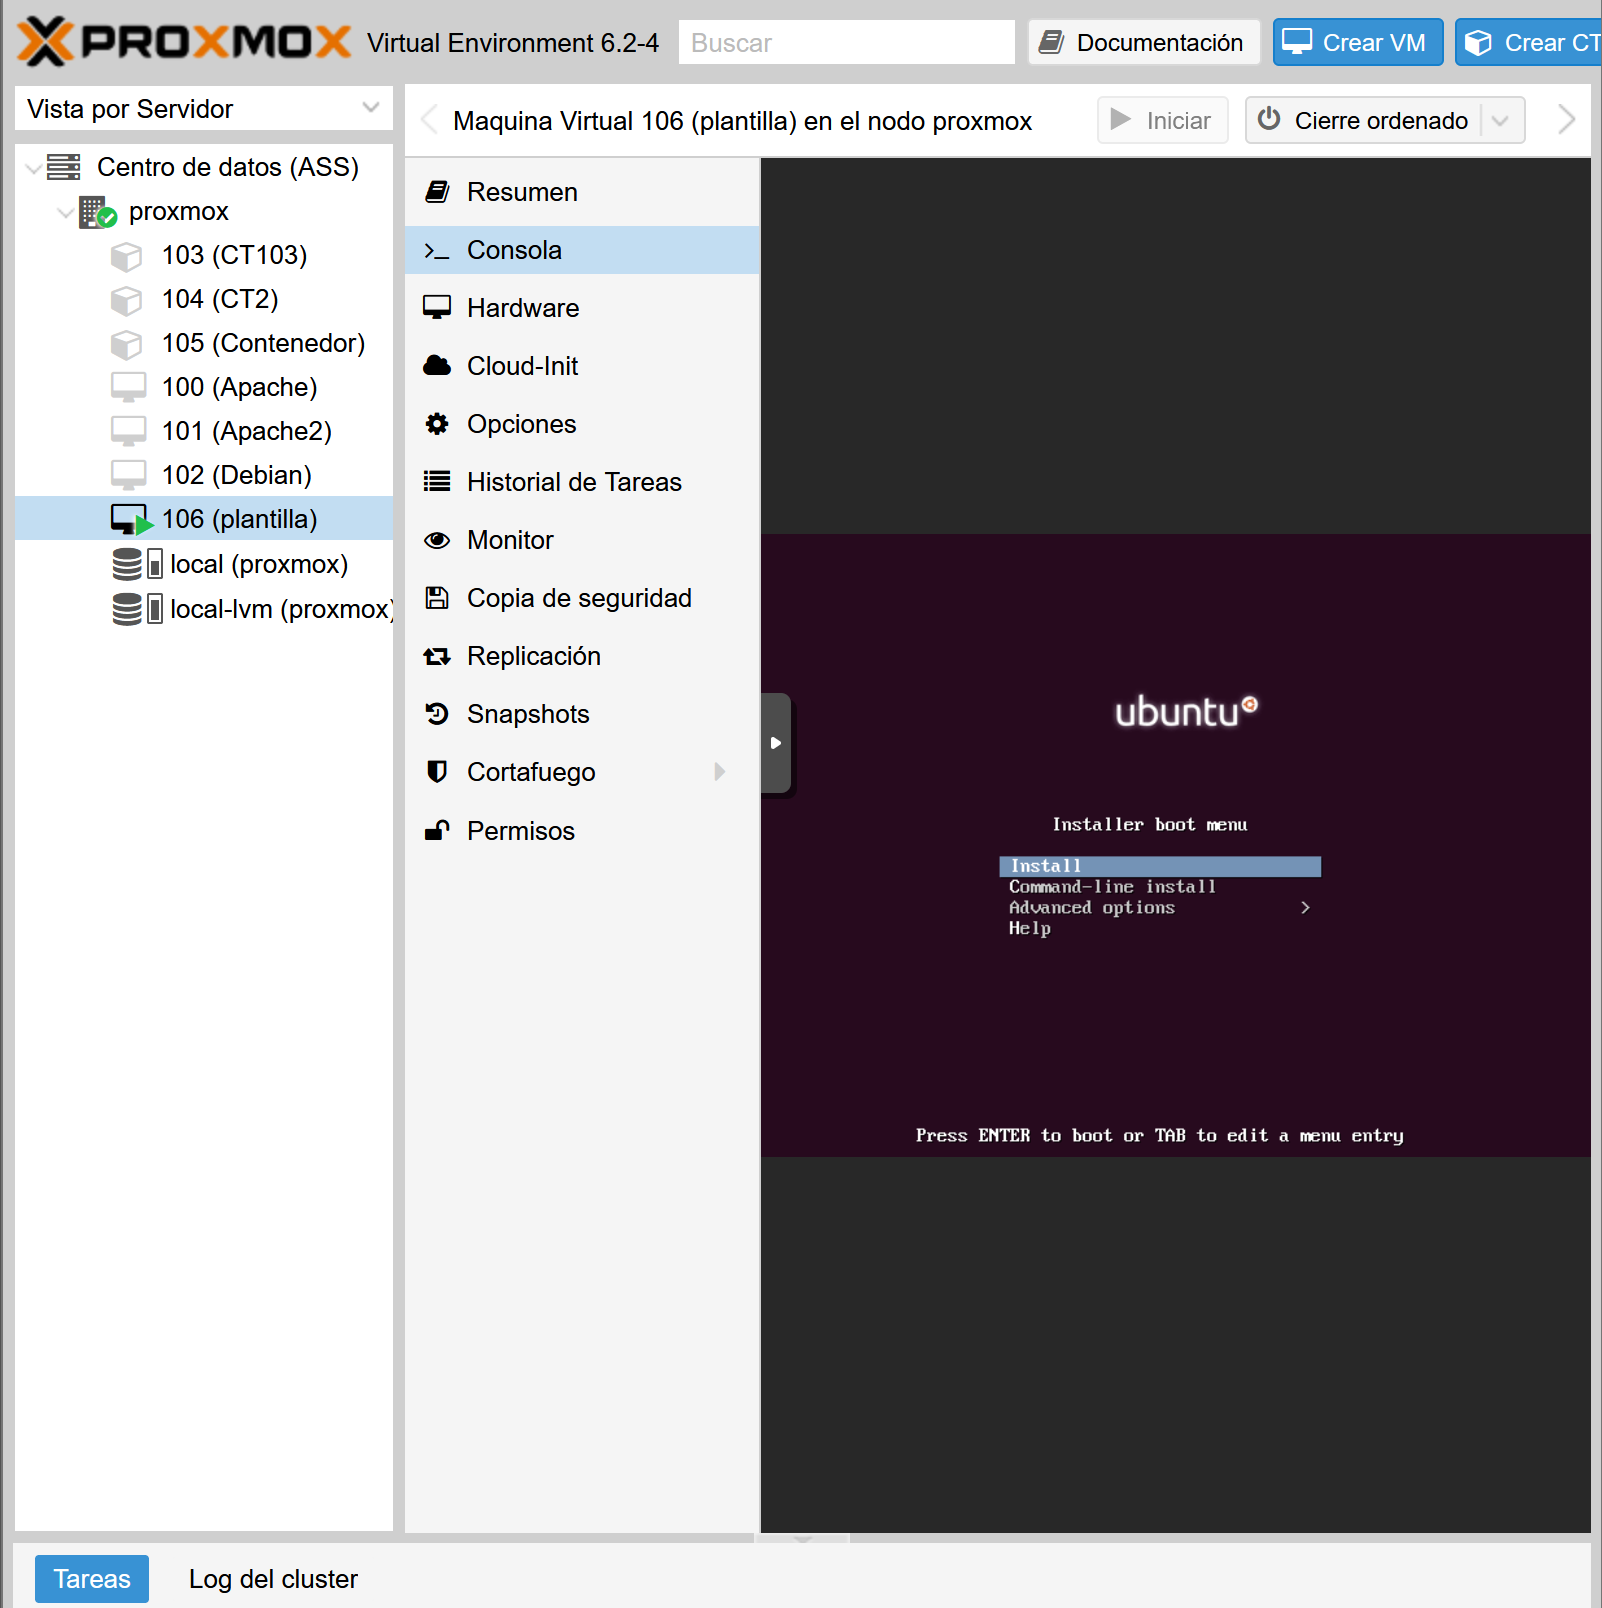 PROXMOX Virtual Environment 6.2-4 Buscar Documentación Crear VM Crear CT
Vista por Servidor
Centro de datos (ASS)
proxmox
103 (CT103)
104 (CT2)
105 (Contenedor)
100 (Apache)
101 (Apache2)
102 (Debian)
106 (plantilla)
local (proxmox)
local-lvm (proxmox)
Maquina Virtual 106 (plantilla) en el nodo proxmox Iniciar Cierre ordenado
Resumen
Consola
Hardware
Cloud-Init
Opciones
Historial de Tareas
Monitor
Copia de seguridad
Replicación
Snapshots
Cortafuego
Permisos
ubuntu
Installer boot menu
Install
Command-line install
Advanced options >
Help
Press ENTER to boot or TAB to edit a menu entry
Tareas Log del cluster